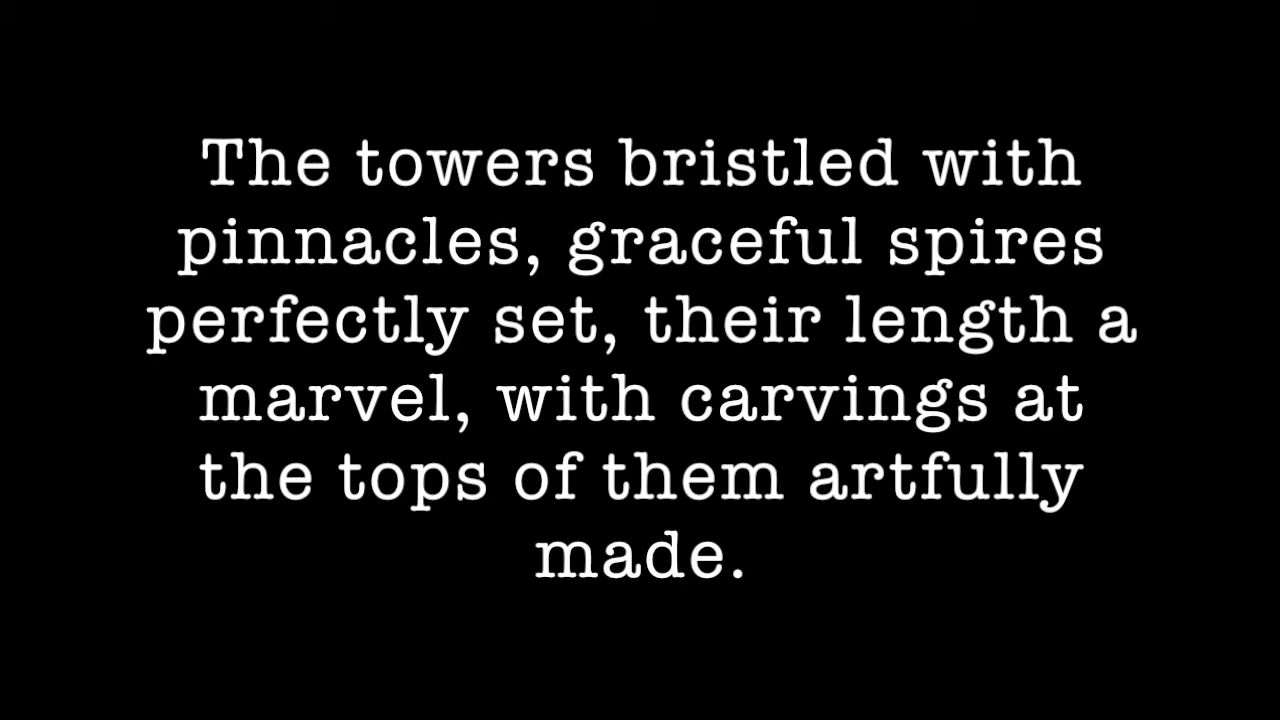 The towers bristled with
pinnacles, graceful spires
perfectly set, their length a
marvel, with carvings at
the tops of them artfully
made.